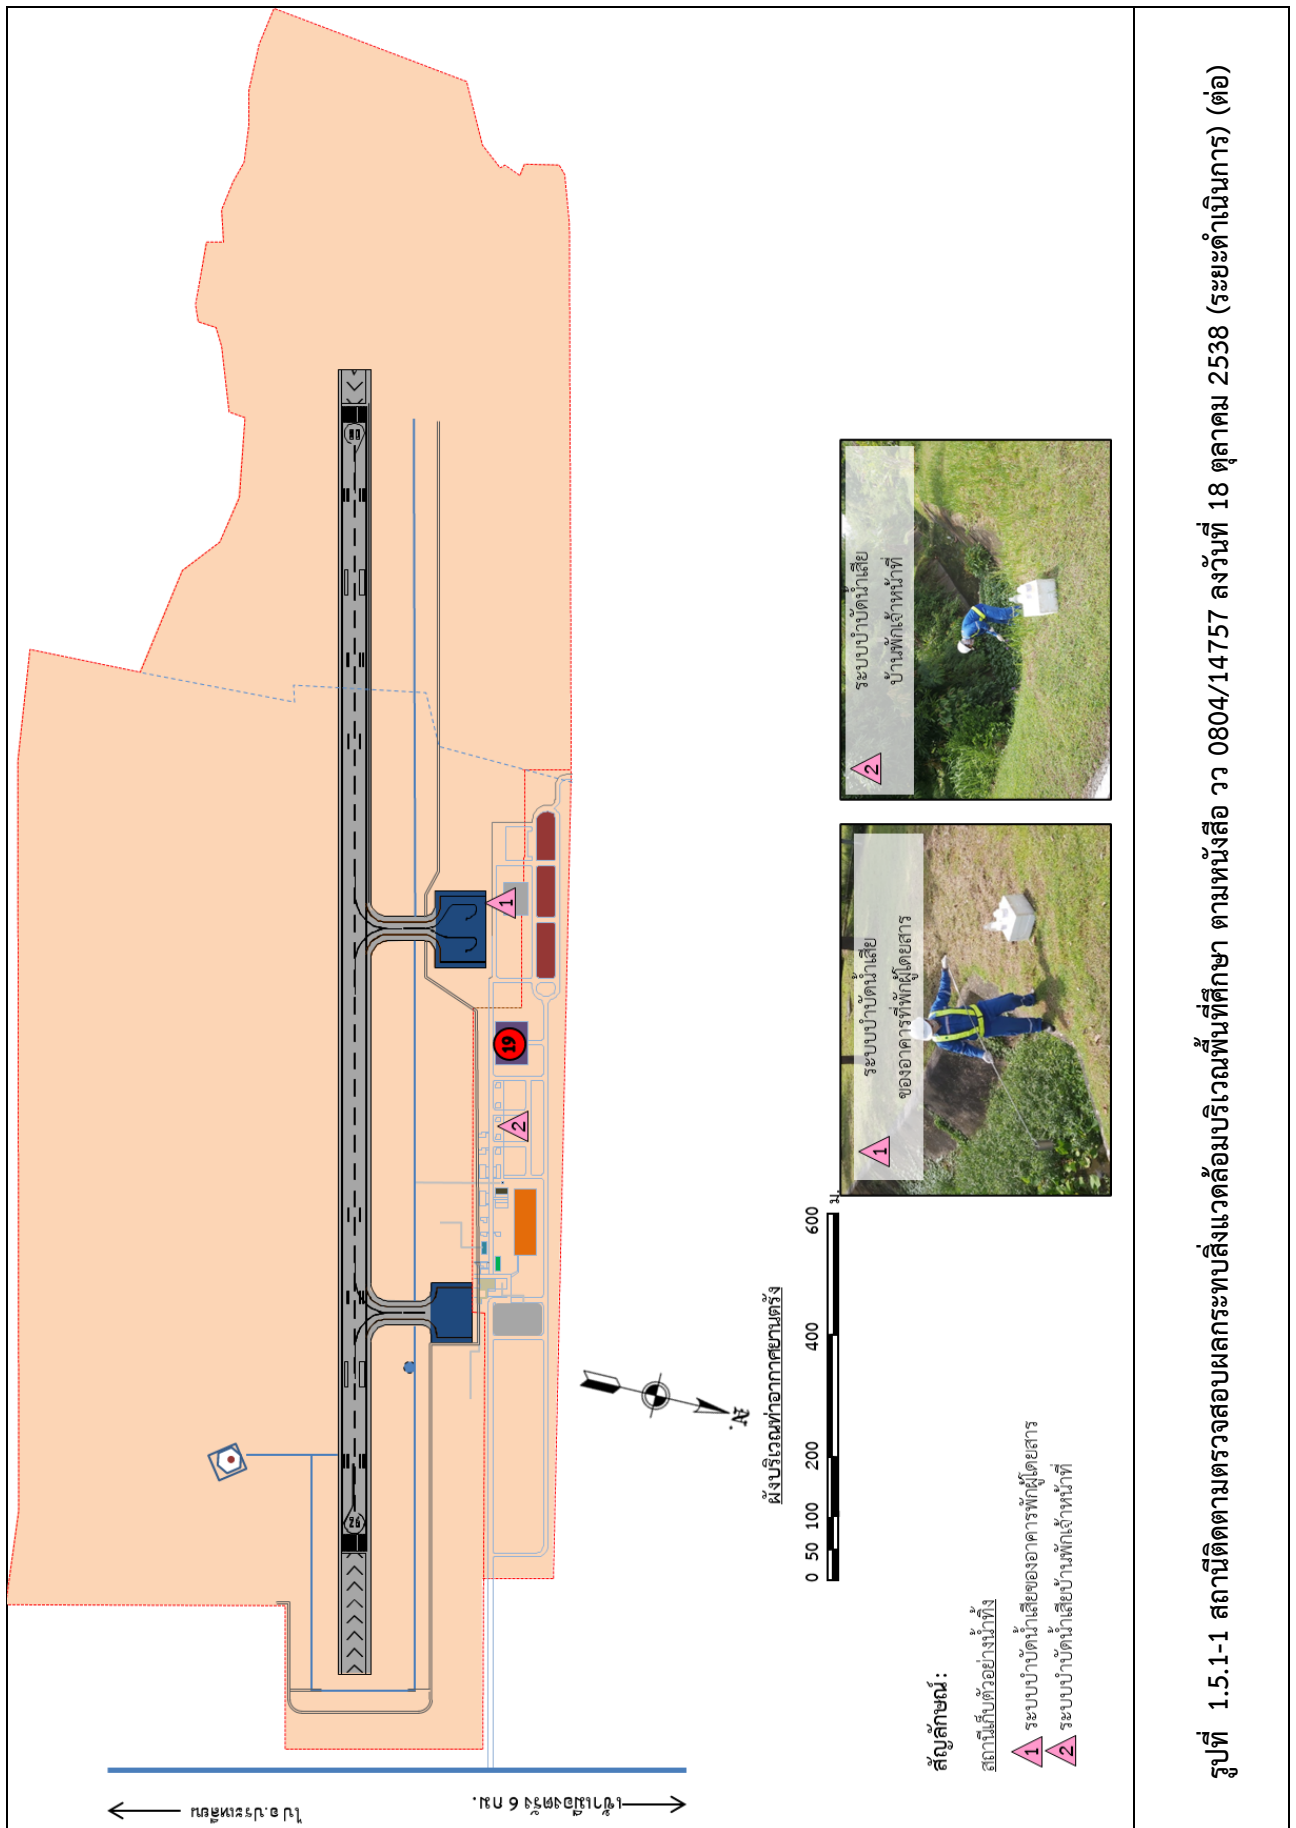 ไป อ.ปะเหลียน
เข้าเมืองตรัง 6 กม.
26
08
19
1
2
N.
ผังบริเวณท่าอากาศยานตรัง
0 50 100 200 400 600 ม.
สัญลักษณ์ :
สถานีเก็บตัวอย่างน้ำทิ้ง
1 ระบบบำบัดน้ำเสียของอาคารพักผู้โดยสาร
2 ระบบบำบัดน้ำเสียบ้านพักเจ้าหน้าที่
1
ระบบบำบัดน้ำเสีย
ของอาคารที่พักผู้โดยสาร
2
ระบบบำบัดน้ำเสีย
บ้านพักเจ้าหน้าที่
รูปที่ 1.5.1-1 สถานีติดตามตรวจสอบผลกระทบสิ่งแวดล้อมบริเวณพื้นที่ศึกษา ตามหนังสือ วว 0804/14757 ลงวันที่ 18 ตุลาคม 2538 (ระยะดำเนินการ) (ต่อ)